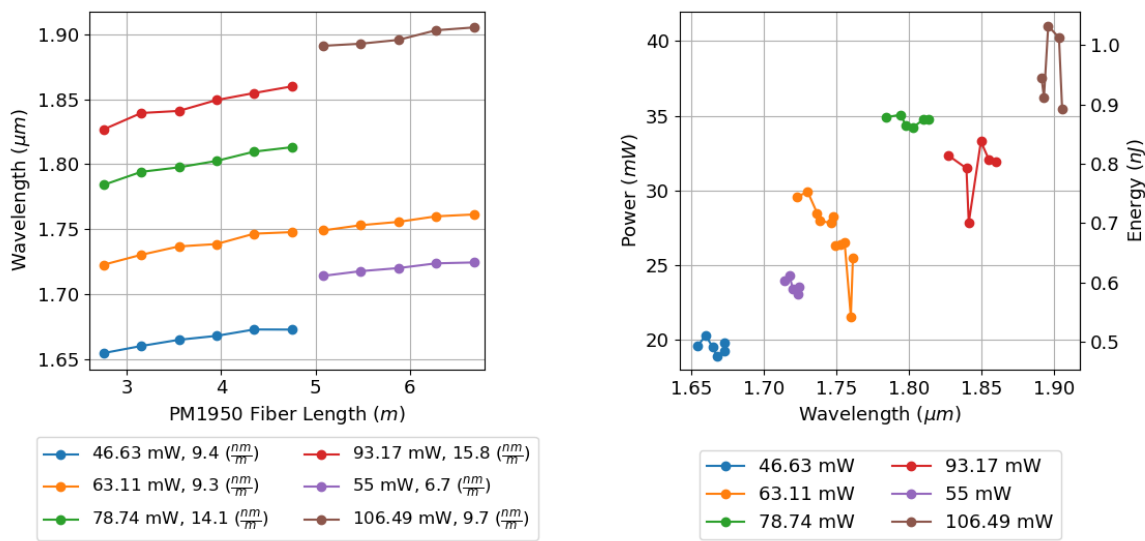 1.90
1.85
1.80
1.75
1.70
1.65
Wavelength (μm)
3 4 5 6
PM1950 Fiber Length (m)
46.63 mW, 9.4 (nm/m)
63.11 mW, 9.3 (nm/m)
78.74 mW, 14.1 (nm/m)
93.17 mW, 15.8 (nm/m)
55 mW, 6.7 (nm/m)
106.49 mW, 9.7 (nm/m)
40
35
30
25
20
Power (mW)
1.0
0.9
0.8
0.7
0.6
0.5
Energy (nJ)
1.65 1.70 1.75 1.80 1.85 1.90
Wavelength (μm)
46.63 mW
63.11 mW
78.74 mW
93.17 mW
55 mW
106.49 mW